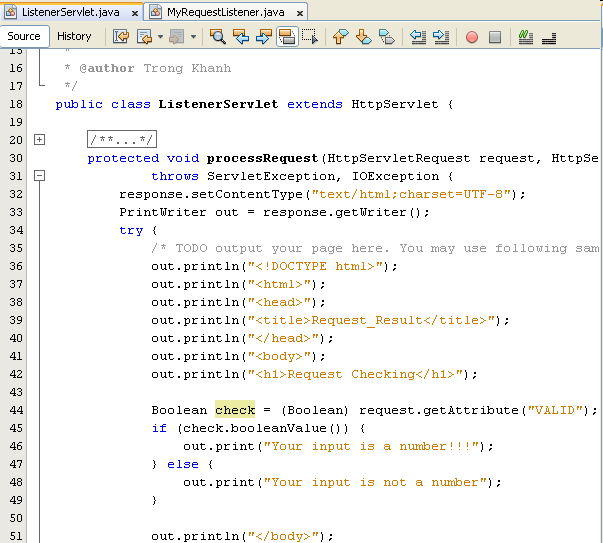 ListenerServlet.java x MyRequestListener.java x
Source History
15 *
16 * @author Trong Khanh
17 */
18 public class ListenerServlet extends HttpServlet {
19
20 /**...*/
30 protected void processRequest(HttpServletRequest request, HttpSe
31 throws ServletException, IOException {
32 response.setContentType("text/html;charset=UTF-8");
33 PrintWriter out = response.getWriter();
34 try {
35 /* TODO output your page here. You may use following sam
36 out.println("<!DOCTYPE html>");
37 out.println("<html>");
38 out.println("<head>");
39 out.println("<title>Request_Result</title>");
40 out.println("</head>");
41 out.println("<body>");
42 out.println("<h1>Request Checking</h1>");
43
44 Boolean check = (Boolean) request.getAttribute("VALID");
45 if (check.booleanValue()) {
46 out.print("Your input is a number!!!");
47 } else {
48 out.print("Your input is not a number");
49 }
50
51 out.println("</body>");